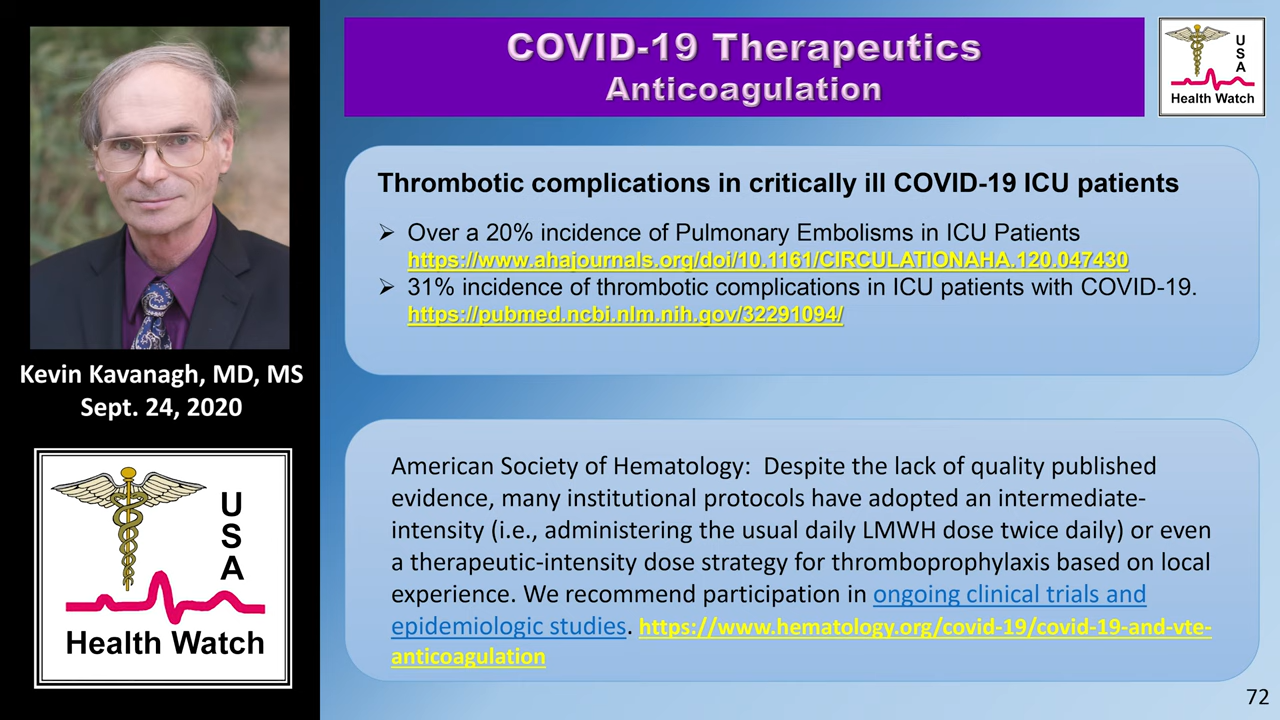 COVID-19 Therapeutics
Anticoagulation
U
S
A
Health Watch
Thrombotic complications in critically ill COVID-19 ICU patients
➢ Over a 20% incidence of Pulmonary Embolisms in ICU Patients
https://www.ahajournals.org/doi/10.1161/CIRCULATIONAHA.120.047430
➢ 31% incidence of thrombotic complications in ICU patients with COVID-19.
https://pubmed.ncbi.nlm.nih.gov/32291094/
Kevin Kavanagh, MD, MS
Sept. 24, 2020
U
S
A
Health Watch
American Society of Hematology:  Despite the lack of quality published
evidence, many institutional protocols have adopted an intermediate-
intensity (i.e., administering the usual daily LMWH dose twice daily) or even
a therapeutic-intensity dose strategy for thromboprophylaxis based on local
experience. We recommend participation in ongoing clinical trials and
epidemiologic studies. https://www.hematology.org/covid-19/covid-19-and-vte-
anticoagulation
72